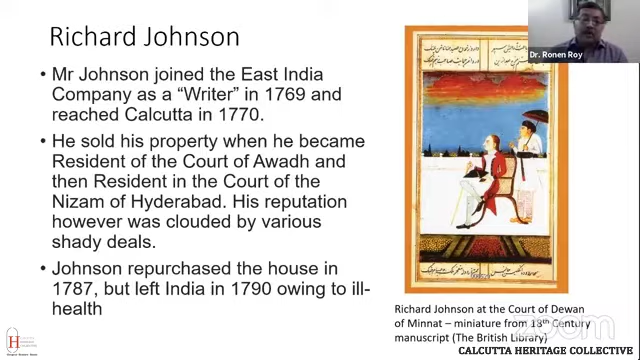 Richard Johnson
• Mr Johnson joined the East India
Company as a “Writer” in 1769 and
reached Calcutta in 1770.
• He sold his property when he became
Resident of the Court of Awadh and
then Resident in the Court of the
Nizam of Hyderabad. His reputation
however was clouded by various
shady deals.
• Johnson repurchased the house in
1787, but left India in 1790 owing to ill-
health
Dr. Ronen Roy
Richard Johnson at the Court of Dewan
of Minnat – miniature from 18th Century
manuscript (The British Library)
zoom
CALCUTTA HERITAGE COLLECTIVE